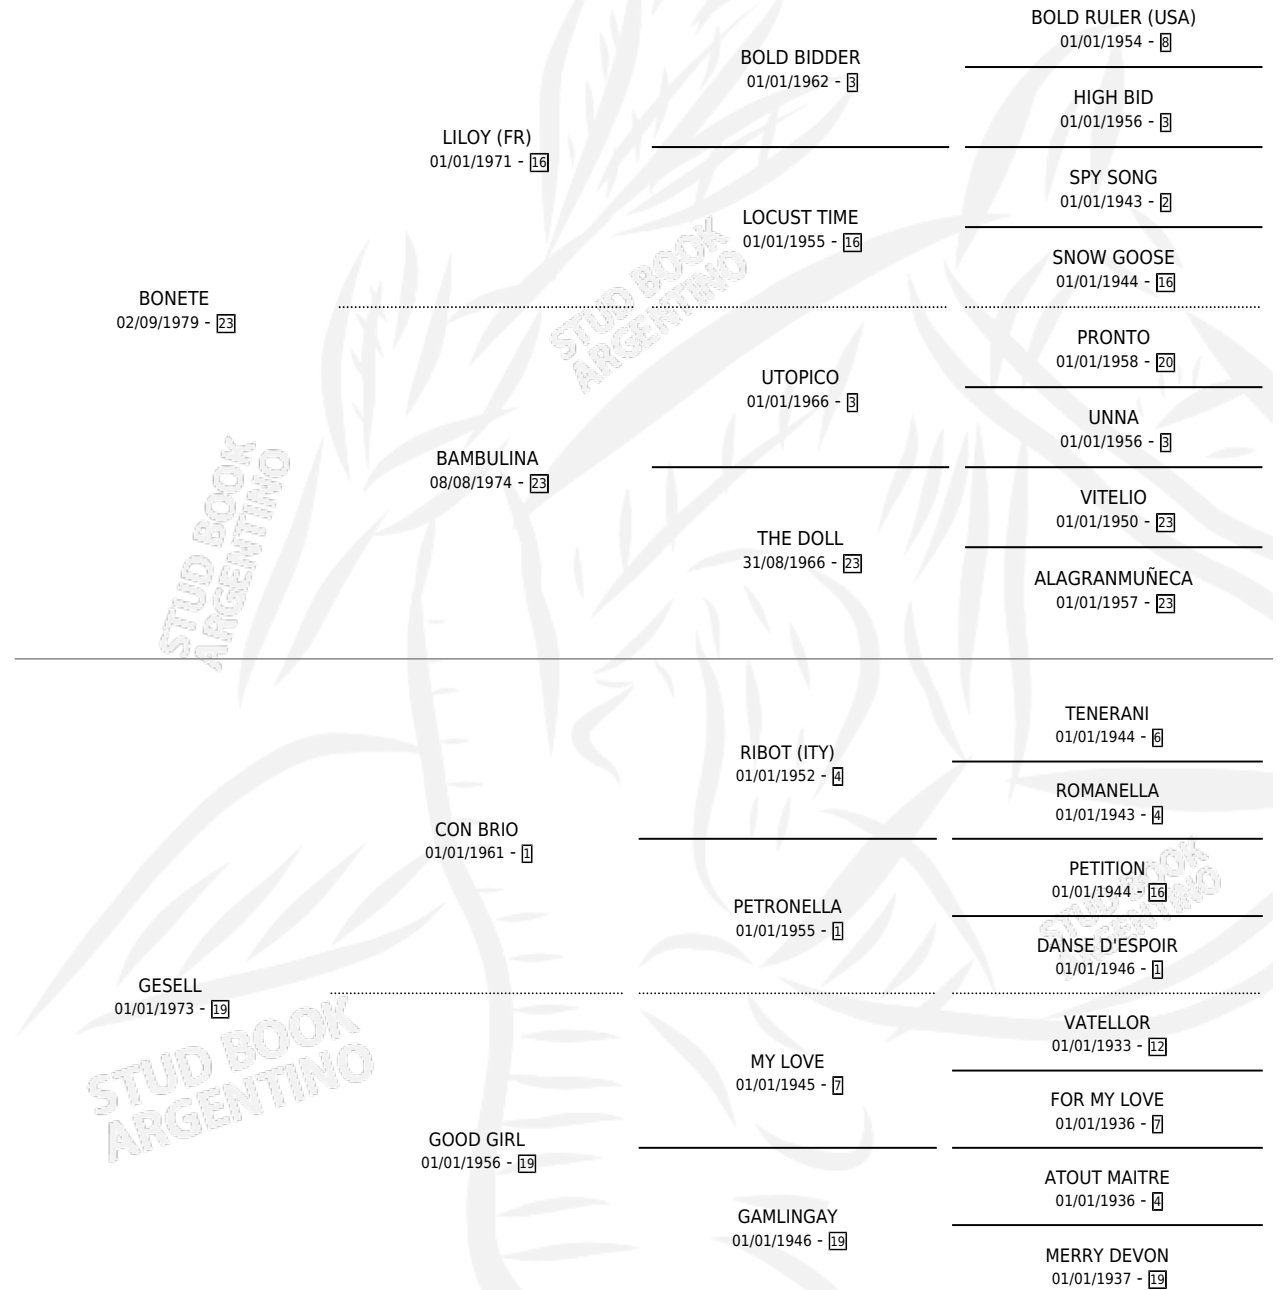 BONETE
02/09/1979 - 23
LILOY (FR)
01/01/1971 - 16
BAMBULINA
08/08/1974 - 23
BOLD BIDDER
01/01/1962 - 3
LOCUST TIME
01/01/1955 - 16
UTOPICO
01/01/1966 - 3
THE DOLL
31/08/1966 - 23
BOLD RULER (USA)
01/01/1954 - 8
HIGH BID
01/01/1956 - 3
SPY SONG
01/01/1943 - 2
SNOW GOOSE
01/01/1944 - 16
PRONTO
01/01/1958 - 20
UNNA
01/01/1956 - 3
VITELIO
01/01/1950 - 23
ALAGRANMUÑECA
01/01/1957 - 23
STUD BOOK
ARGENTINO
STUD BOOK
ARGENTINO
GESELL
01/01/1973 - 19
CON BRIO
01/01/1961 - 1
GOOD GIRL
01/01/1956 - 19
RIBOT (ITY)
01/01/1952 - 4
PETRONELLA
01/01/1955 - 1
MY LOVE
01/01/1945 - 7
GAMLINGAY
01/01/1946 - 19
TENERANI
01/01/1944 - 6
ROMANELLA
01/01/1943 - 4
PETITION
01/01/1944 - 16
DANSE D'ESPOIR
01/01/1946 - 1
VATELLOR
01/01/1933 - 12
FOR MY LOVE
01/01/1936 - 7
ATOUT MAITRE
01/01/1936 - 4
MERRY DEVON
01/01/1937 - 19
STUD BOOK
ARGENTINO
STUD BOOK
ARGENTINO